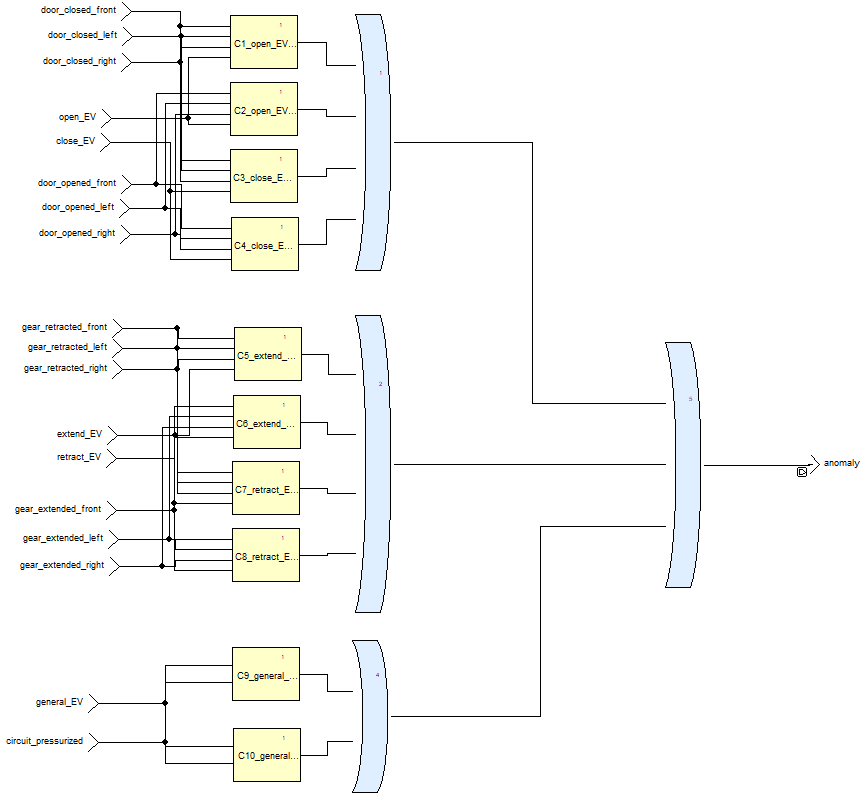 door_closed_front
door_closed_left
door_closed_right
open_EV
close_EV
door_opened_front
door_opened_left
door_opened_right
1
C1_open_EV...
1
C2_open_EV...
1
C3_close_E...
1
C4_close_E...
1
gear_retracted_front
gear_retracted_left
gear_retracted_right
extend_EV
retract_EV
gear_extended_front
gear_extended_left
gear_extended_right
1
C5_extend_...
1
C6_extend_...
1
C7_retract_E...
1
C8_retract_E...
2
general_EV
circuit_pressurized
1
C9_general_...
1
C10_general...
4
5
anomaly